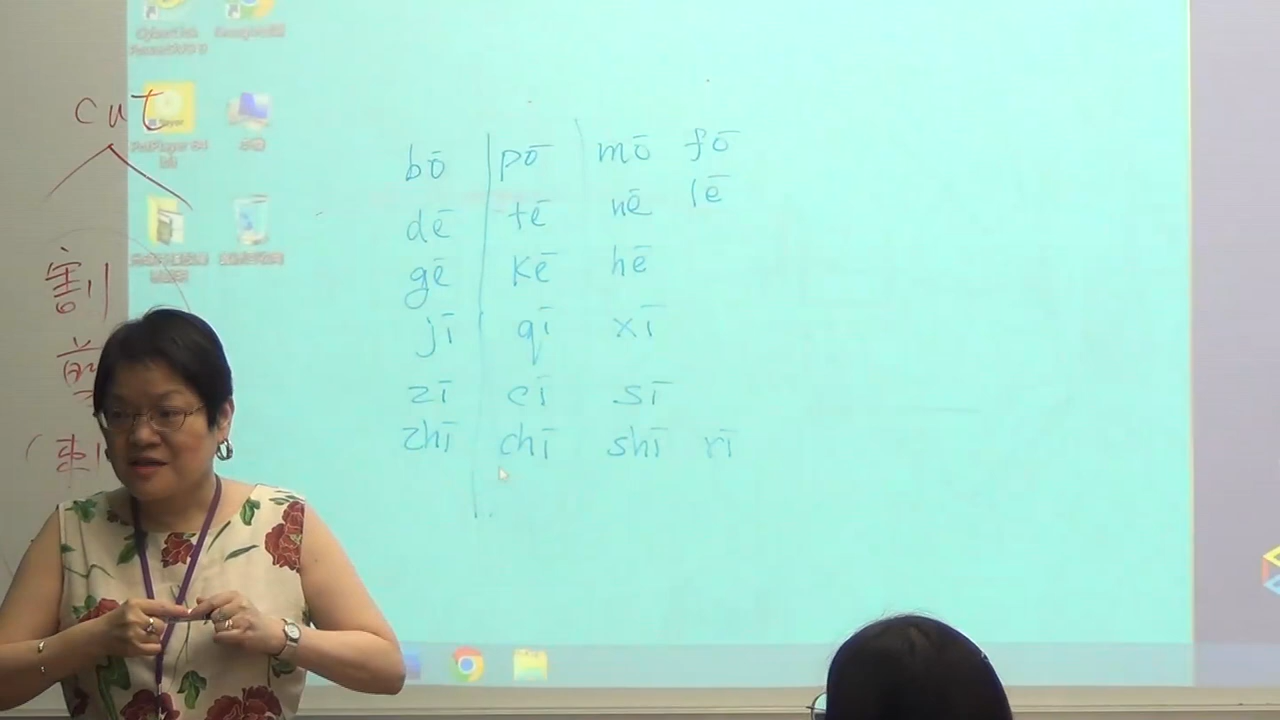 cut
割
bō pō mō fō
dē tē nē lē
gē kē hē
jī qī xī
zī cī sī
zhī chī shī rī